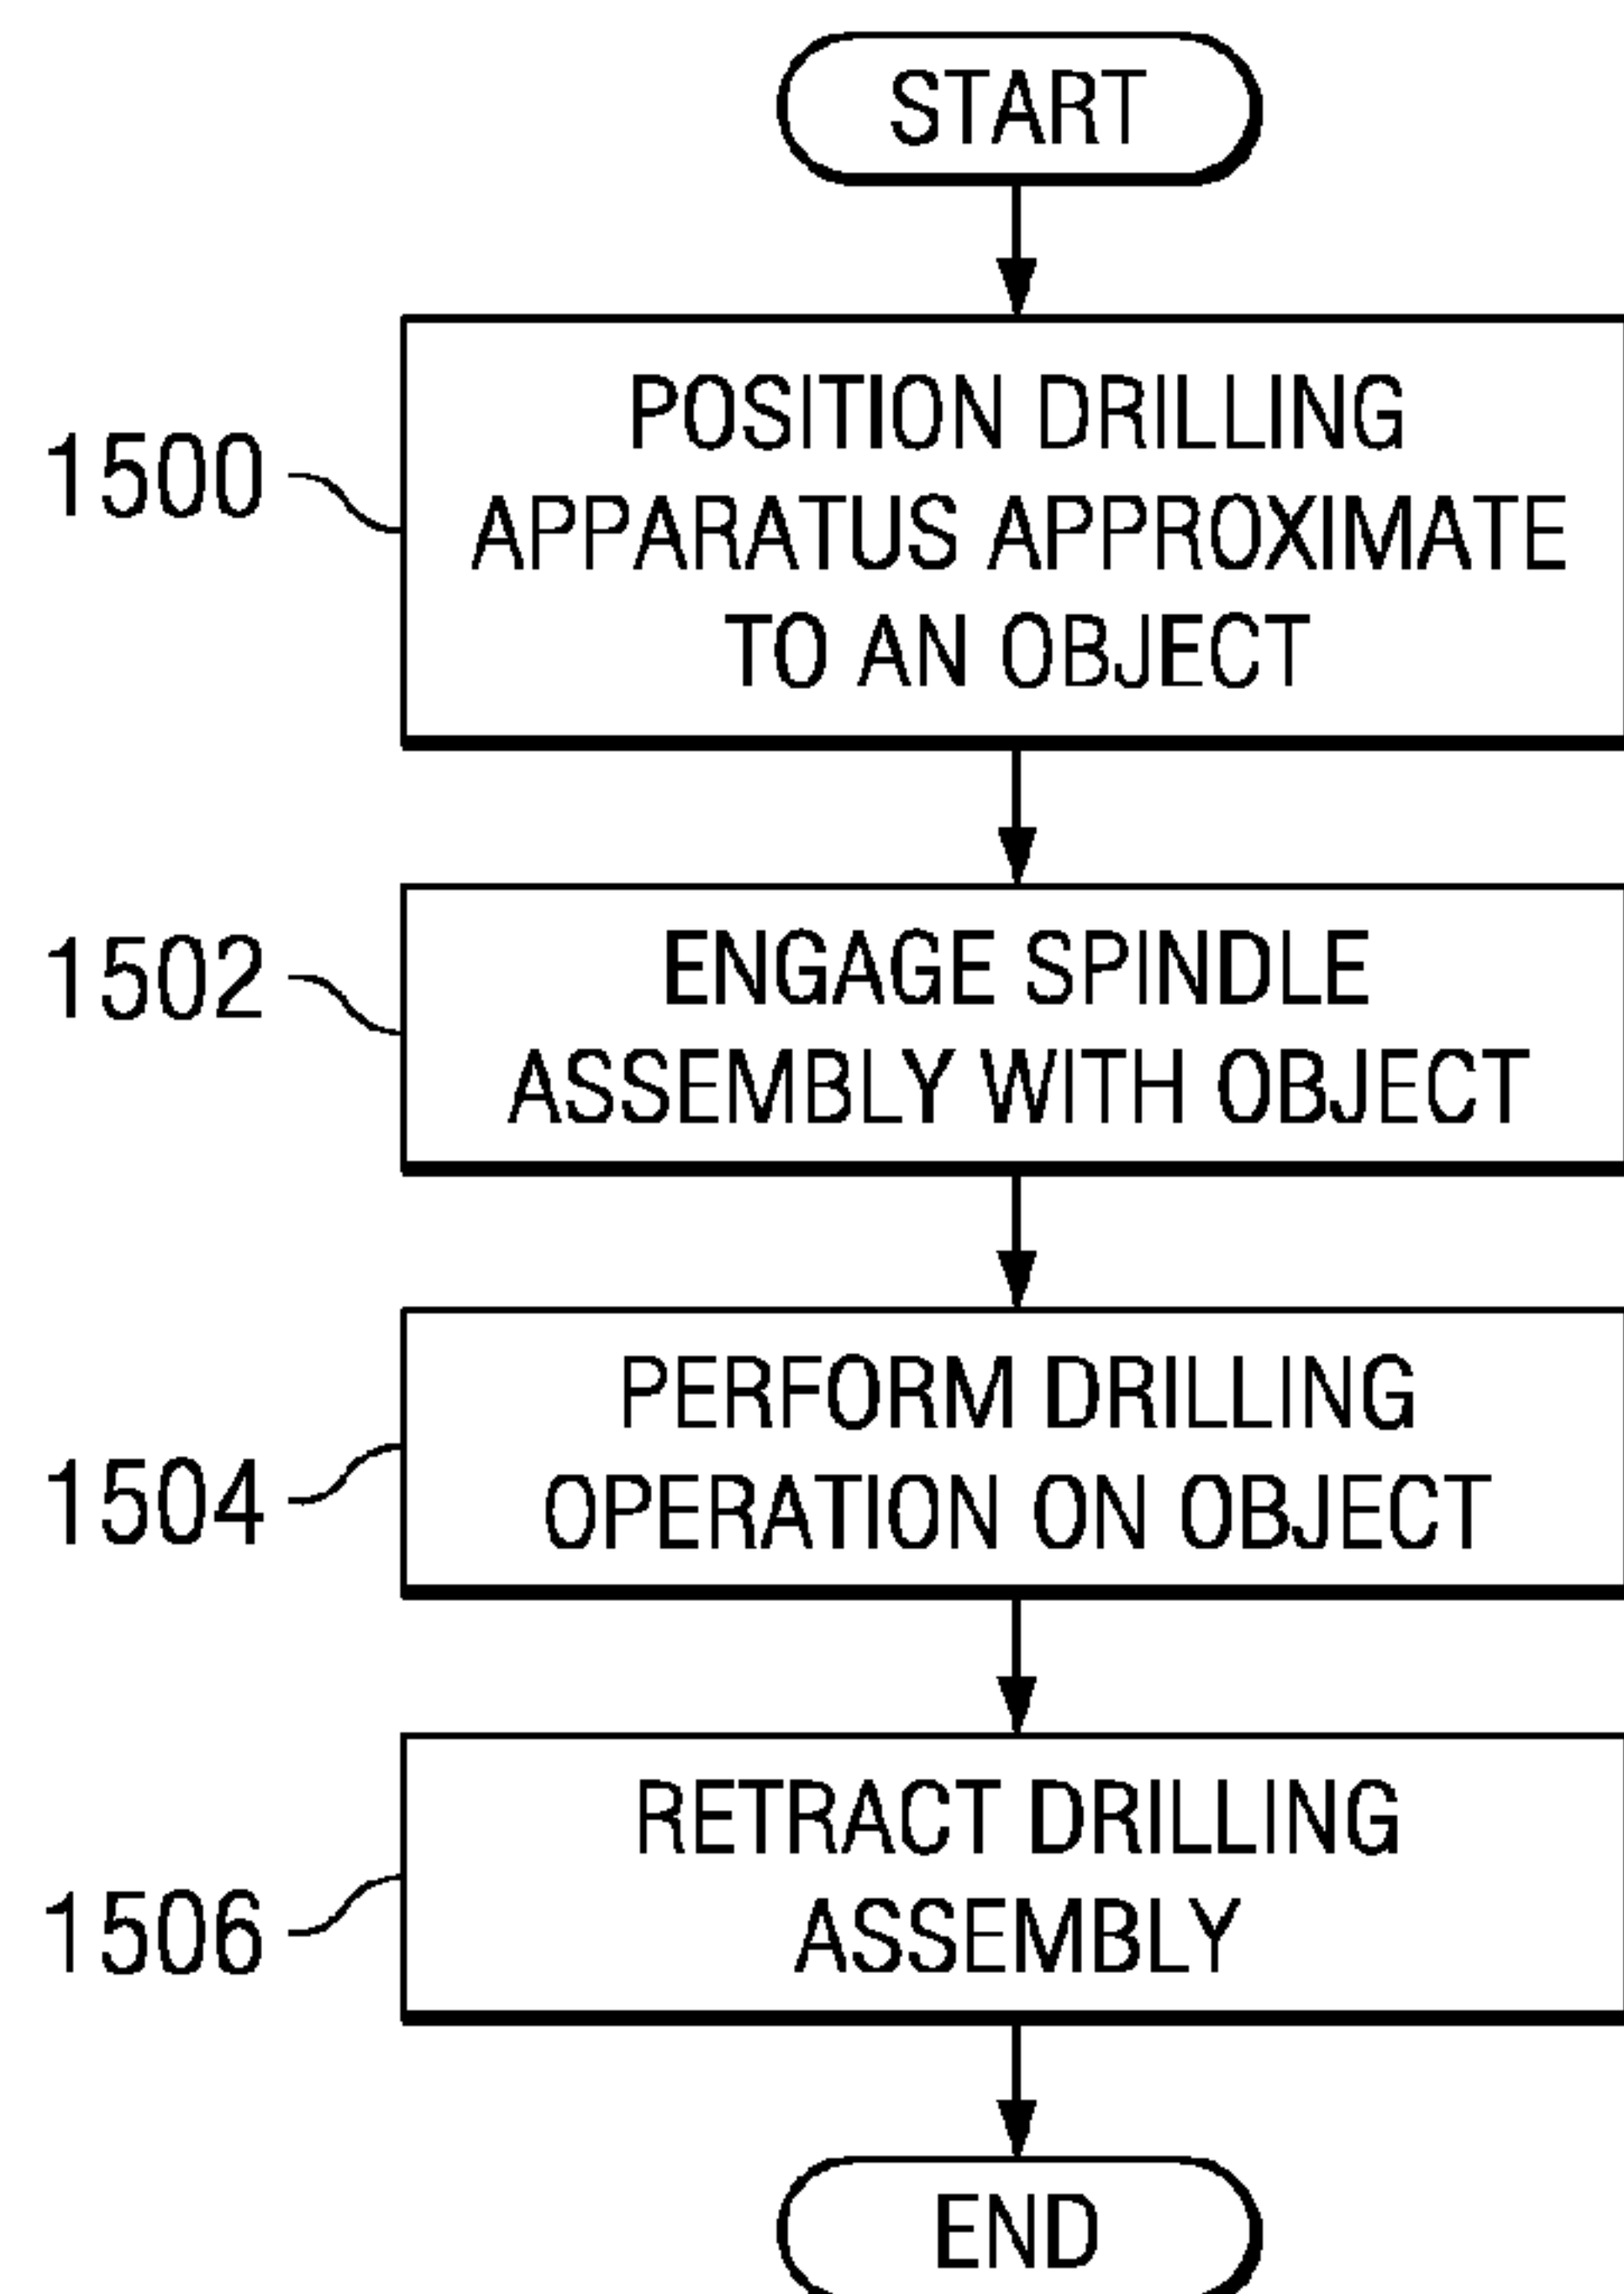 START
1500
POSITION DRILLING
APPARATUS APPROXIMATE
TO AN OBJECT
1502
ENGAGE SPINDLE
ASSEMBLY WITH OBJECT
1504
PERFORM DRILLING
OPERATION ON OBJECT
1506
RETRACT DRILLING
ASSEMBLY
END